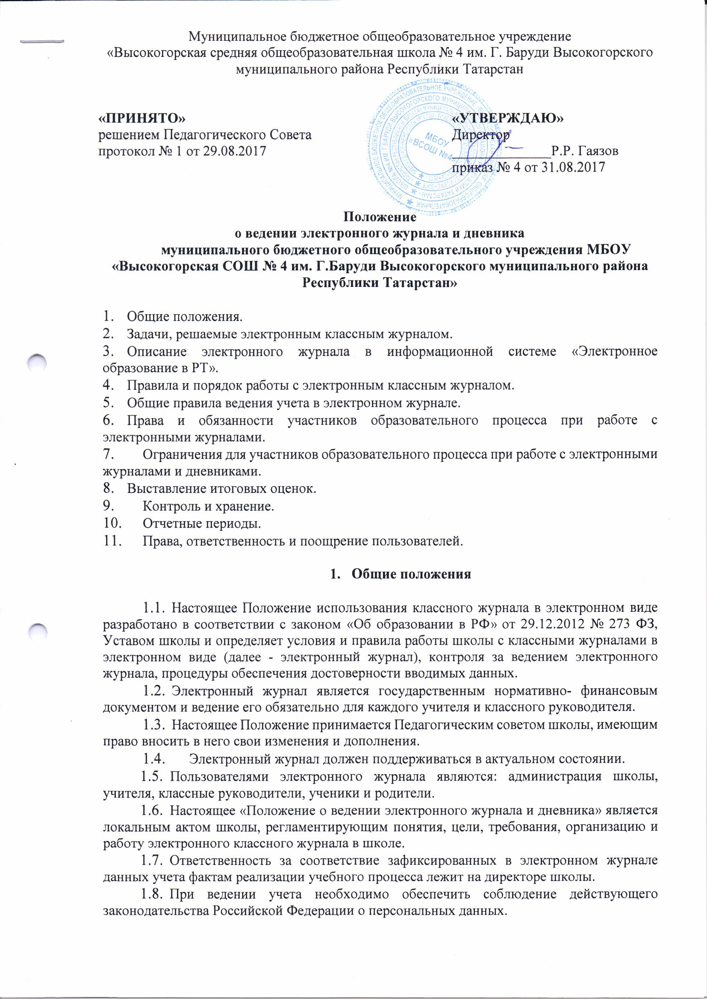 Муниципальное бюджетное общеобразовательное учреждение
«Высокогорская средняя общеобразовательная школа № 4 им. Г. Баруди Высокогорского
муниципального района Республики Татарстан
«ПРИНЯТО»
решением Педагогического Совета
протокол № 1 от 29.08.2017
МБОУ
«ВСОШ №4»
«УТВЕРЖДАЮ»
Директор
Р.Р. Гаязов
приказ № 4 от 31.08.2017
Положение
о ведении электронного журнала и дневника
муниципального бюджетного общеобразовательного учреждения МБОУ
«Высокогорская СОШ № 4 им. Г.Баруди Высокогорского муниципального района
Республики Татарстан»
1. Общие положения.
2. Задачи, решаемые электронным классным журналом.
3. Описание электронного журнала в информационной системе «Электронное
образование в РТ».
4. Правила и порядок работы с электронным классным журналом.
5. Общие правила ведения учета в электронном журнале.
6. Права и обязанности участников образовательного процесса при работе с
электронными журналами.
7. Ограничения для участников образовательного процесса при работе с электронными
журналами и дневниками.
8. Выставление итоговых оценок.
9. Контроль и хранение.
10. Отчетные периоды.
11. Права, ответственность и поощрение пользователей.
1. Общие положения
1.1. Настоящее Положение использования классного журнала в электронном виде
разработано в соответствии с законом «Об образовании в РФ» от 29.12.2012 № 273 ФЗ,
Уставом школы и определяет условия и правила работы школы с классными журналами в
электронном виде (далее - электронный журнал), контроля за ведением электронного
журнала, процедуры обеспечения достоверности вводимых данных.
1.2. Электронный журнал является государственным нормативно- финансовым
документом и ведение его обязательно для каждого учителя и классного руководителя.
1.3. Настоящее Положение принимается Педагогическим советом школы, имеющим
право вносить в него свои изменения и дополнения.
1.4. Электронный журнал должен поддерживаться в актуальном состоянии.
1.5. Пользователями электронного журнала являются: администрация школы,
учителя, классные руководители, ученики и родители.
1.6. Настоящее «Положение о ведении электронного журнала и дневника» является
локальным актом школы, регламентирующим понятия, цели, требования, организацию и
работу электронного классного журнала в школе.
1.7. Ответственность за соответствие зафиксированных в электронном журнале
данных учета фактам реализации учебного процесса лежит на директоре школы.
1.8. При ведении учета необходимо обеспечить соблюдение действующего
законодательства Российской Федерации о персональных данных.